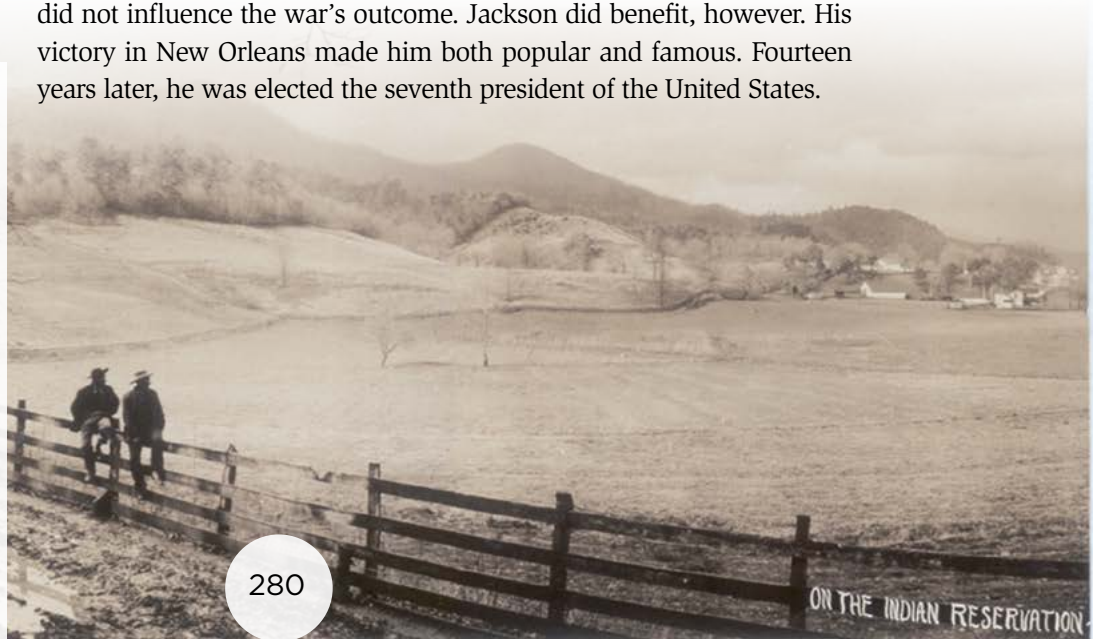 did not influence the war’s outcome. Jackson did benefit, however. His
victory in New Orleans made him both popular and famous. Fourteen
years later, he was elected the seventh president of the United States.
280
ON THE INDIAN RESERVATION